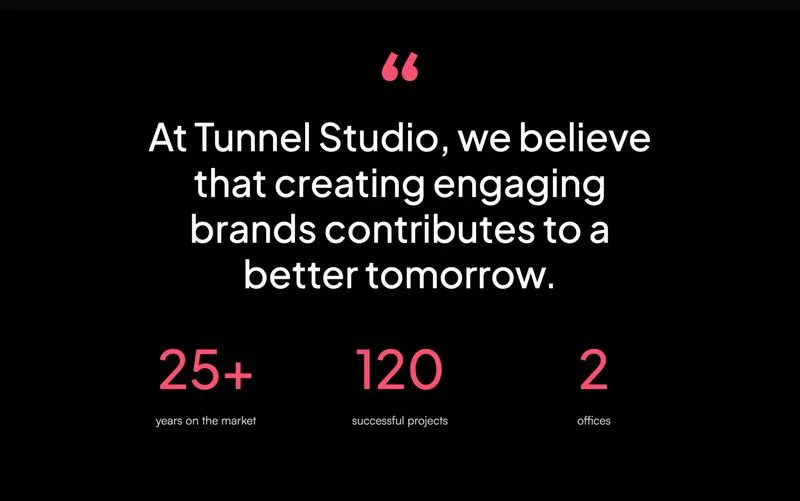 “
At Tunnel Studio, we believe
that creating engaging
brands contributes to a
better tomorrow.
25+ 120 2
years on the market successful projects offices